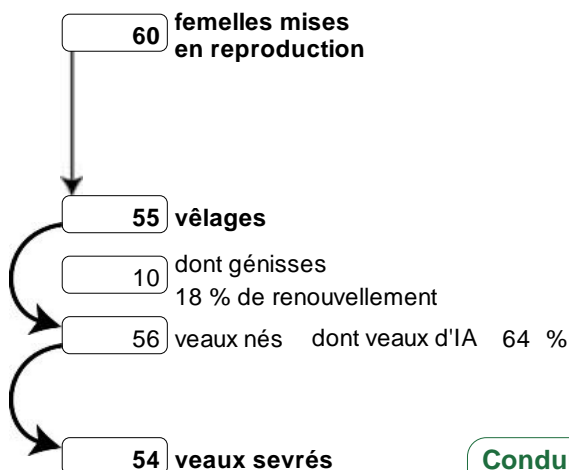 60 femelles mises
en reproduction
55 vêlages
10 dont génisses
18 % de renouvellement
56 veaux nés dont veaux d'IA 64 %
54 veaux sevrés
Condu